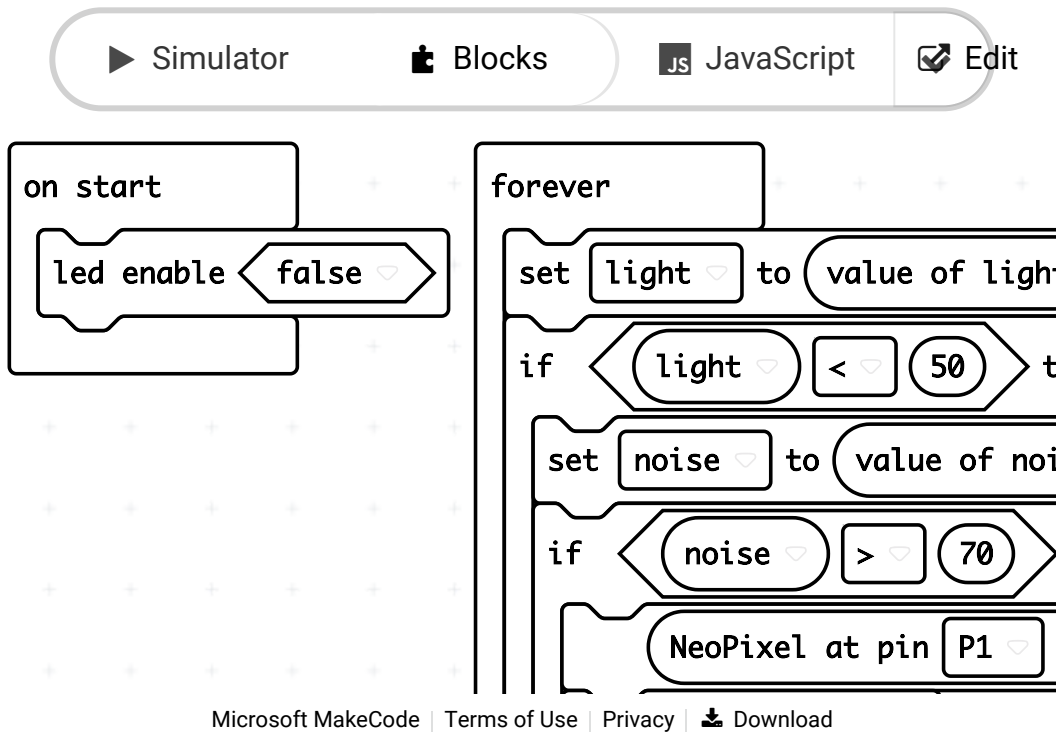 Simulator Blocks JS JavaScript Edit
on start
led enable false
forever
set light to value of light
if light < 50
set noise to value of noi
if noise > 70
NeoPixel at pin P1
Microsoft MakeCode Terms of Use Privacy Download